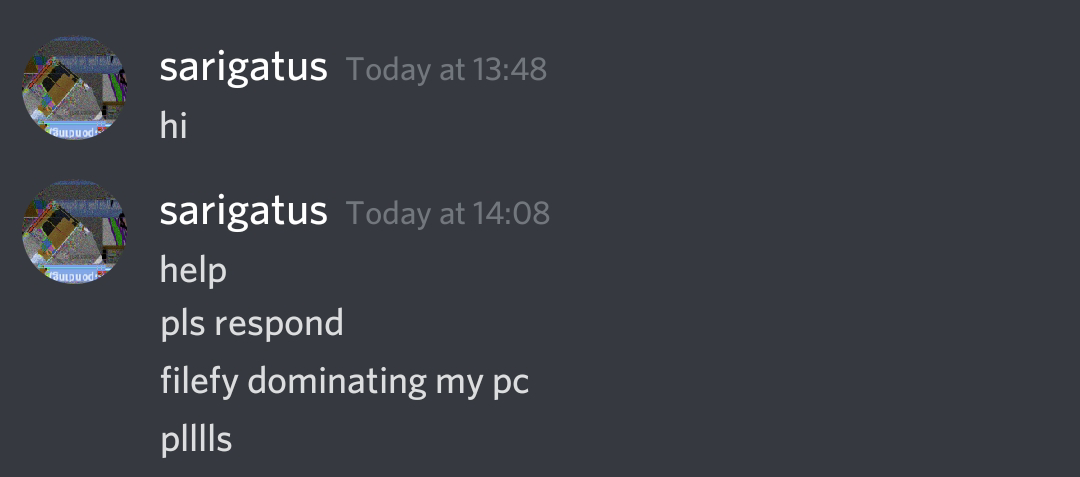 sarigatus Today at 13:48
hi
sarigatus Today at 14:08
help
pls respond
filefy dominating my pc
plllls